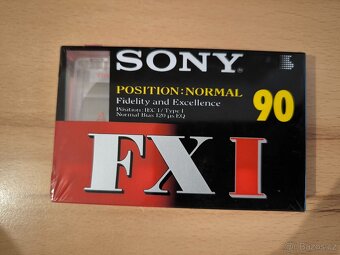 SONY
POSITION: NORMAL
Fidelity and Excellence
Position: IEC I / Type I
Normal Bias 120 µs EQ
90
FX I